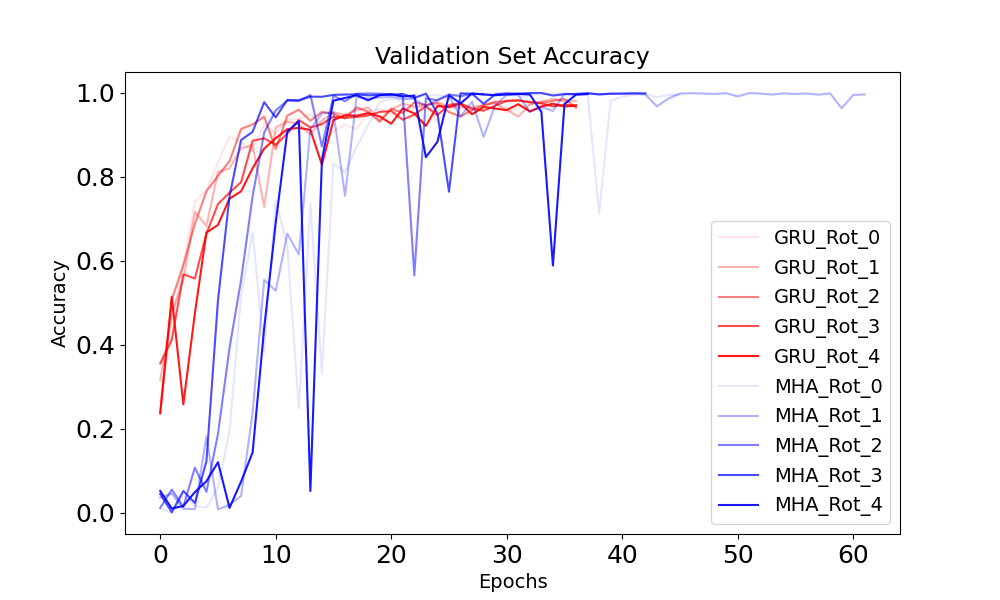 Validation Set Accuracy
Accuracy
1.0
0.8
0.6
0.4
0.2
0.0
0 10 20 30 40 50 60
Epochs
GRU_Rot_0
GRU_Rot_1
GRU_Rot_2
GRU_Rot_3
GRU_Rot_4
MHA_Rot_0
MHA_Rot_1
MHA_Rot_2
MHA_Rot_3
MHA_Rot_4